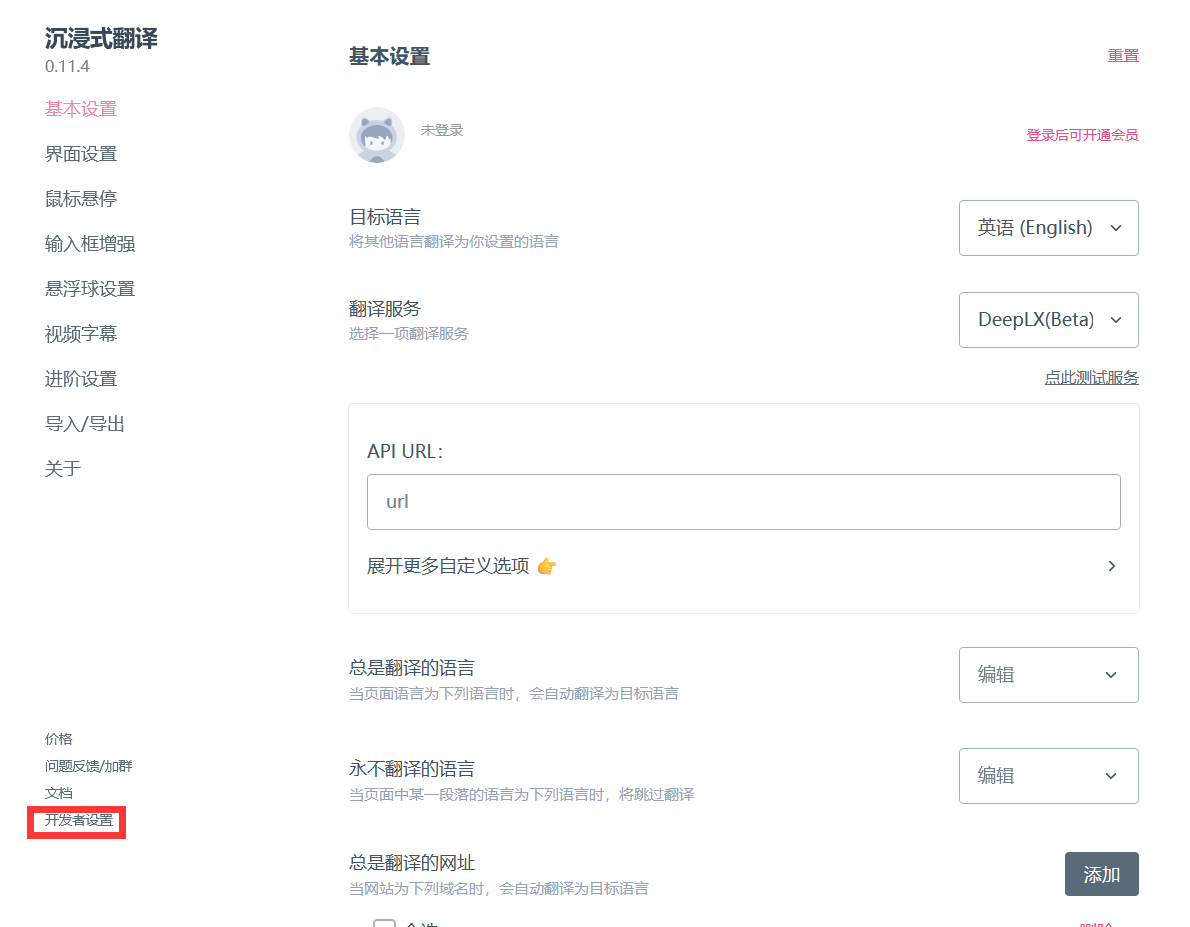 沉浸式翻译
0.11.4
基本设置
界面设置
鼠标悬停
输入框增强
悬浮球设置
视频字幕
进阶设置
导入/导出
关于
价格
问题反馈/加群
文档
开发者设置
基本设置
重置
未登录
登录后可开通会员
目标语言
将其他语言翻译为你设置的语言
英语 (English)
翻译服务
选择一项翻译服务
DeepLX(Beta)
点此测试服务
API URL:
url
展开更多自定义选项 👉
总是翻译的语言
当页面语言为下列语言时，会自动翻译为目标语言
编辑
永不翻译的语言
当页面中某一段落的语言为下列语言时，将跳过翻译
编辑
总是翻译的网址
当网站为下列域名时，会自动翻译为目标语言
添加